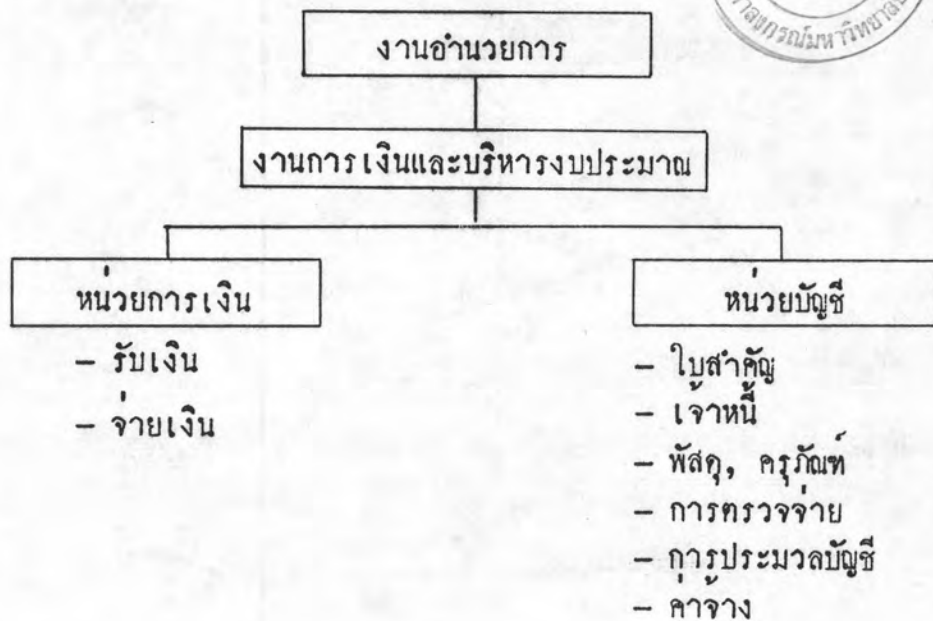 งานอำนวยการ
งานการเงินและบริหารงบประมาณ
หน่วยการเงิน
- รับเงิน
- จ่ายเงิน
หน่วยบัญชี
- ใบสำคัญ
- เจ้าหนี้
- พัสดุ, ครุภัณฑ์
- การตรวจจ่าย
- การประมวลบัญชี
- ค่าจ้าง